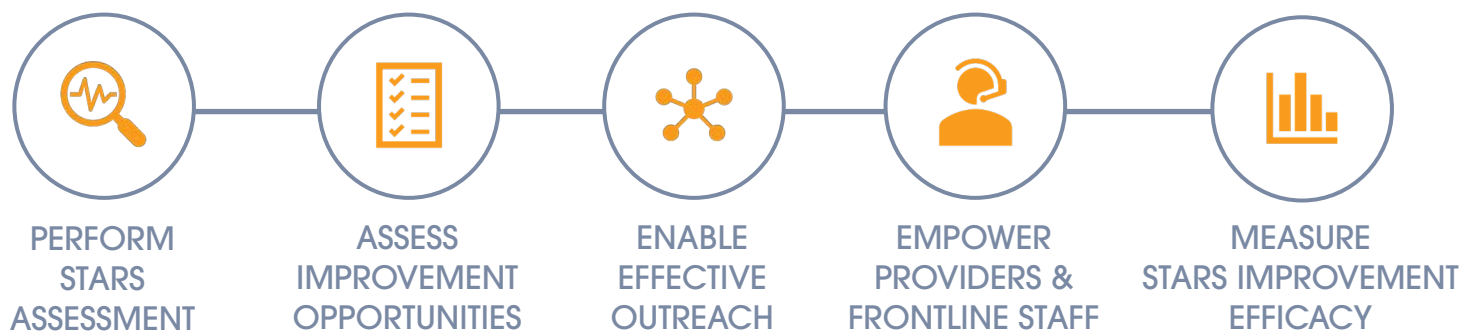 PERFORM
STARS
ASSESSMENT
ASSESS
IMPROVEMENT
OPPORTUNITIES
ENABLE
EFFECTIVE
OUTREACH
EMPOWER
PROVIDERS &
FRONTLINE STAFF
MEASURE
STARS IMPROVEMENT
EFFICACY